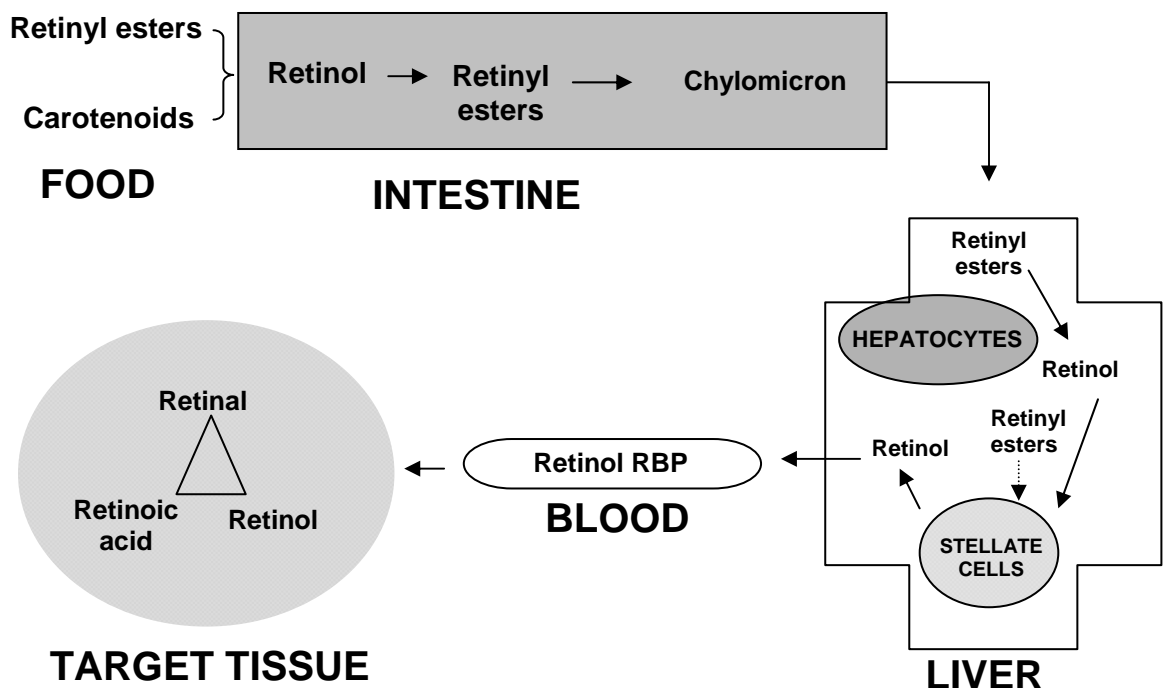 Retinyl esters
Carotenoids
FOOD
Retinol
Retinyl
esters
Chylomicron
INTESTINE
Retinyl
esters
HEPATOCYTES
Retinol
Retinyl
esters
Retinol
STELLATE
CELLS
LIVER
Retinol RBP
BLOOD
Retinal
Retinoic
acid
Retinol
TARGET TISSUE